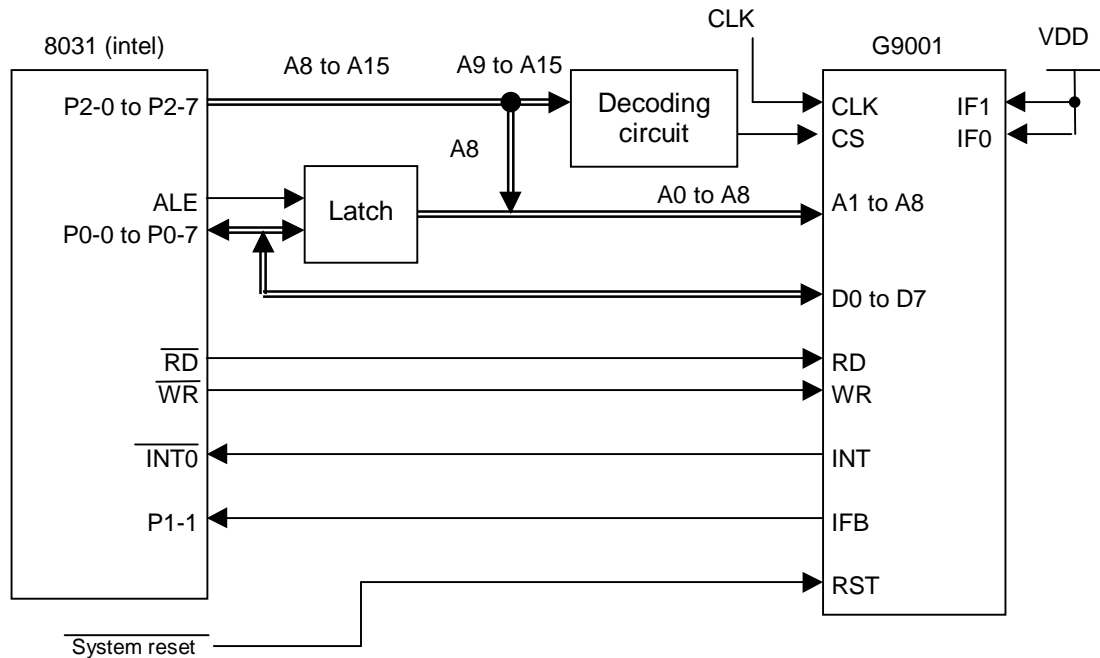 CLK
8031 (intel)
G9001
VDD
A8 to A15
A9 to A15
P2-0 to P2-7
Decoding
circuit
CLK
IF1
CS
IF0
A8
ALE
Latch
A0 to A8
A1 to A8
P0-0 to P0-7
D0 to D7
RD
RD
WR
WR
INT0
INT
P1-1
IFB
RST
System reset